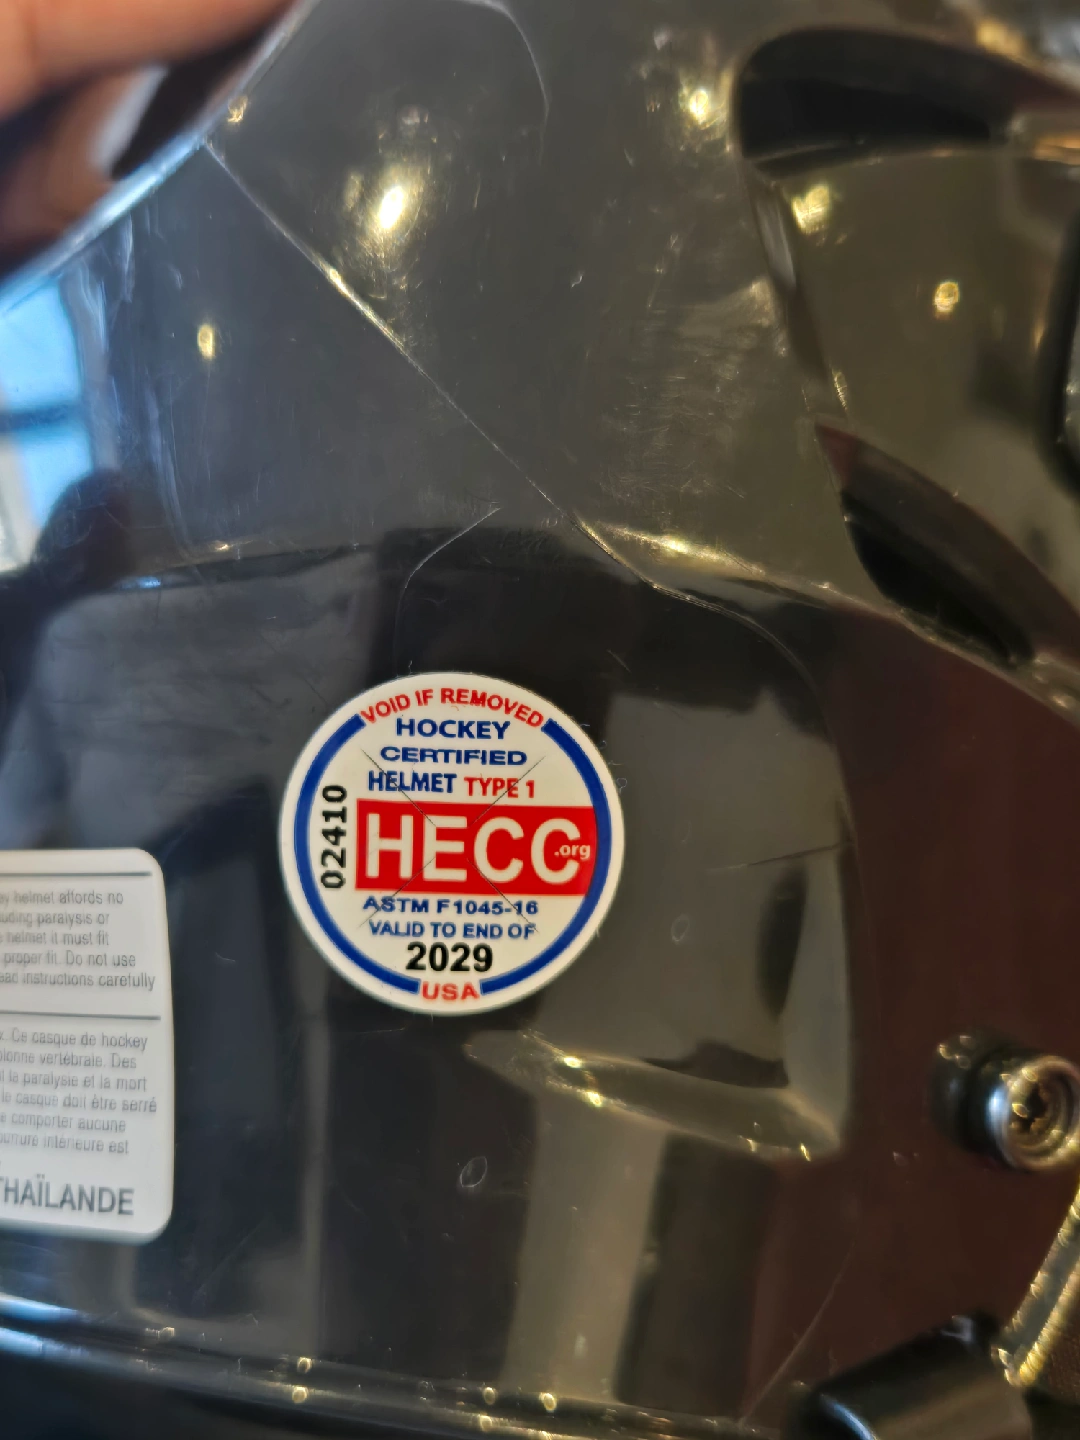 VOID IF REMOVED
HOCKEY
CERTIFIED
HELMET TYPE 1
02410
HECC.org
ASTM F1045-16
VALID TO END OF
2029
USA
helmet affords no
paralysis or
helmet it must fit
proper fit. Do not use
instructions carefully
Ce casque de hockey
vertébrale. Des
la paralysie et la mort
le casque doit être serré
comporter aucune
intérieure est
THAÏLANDE